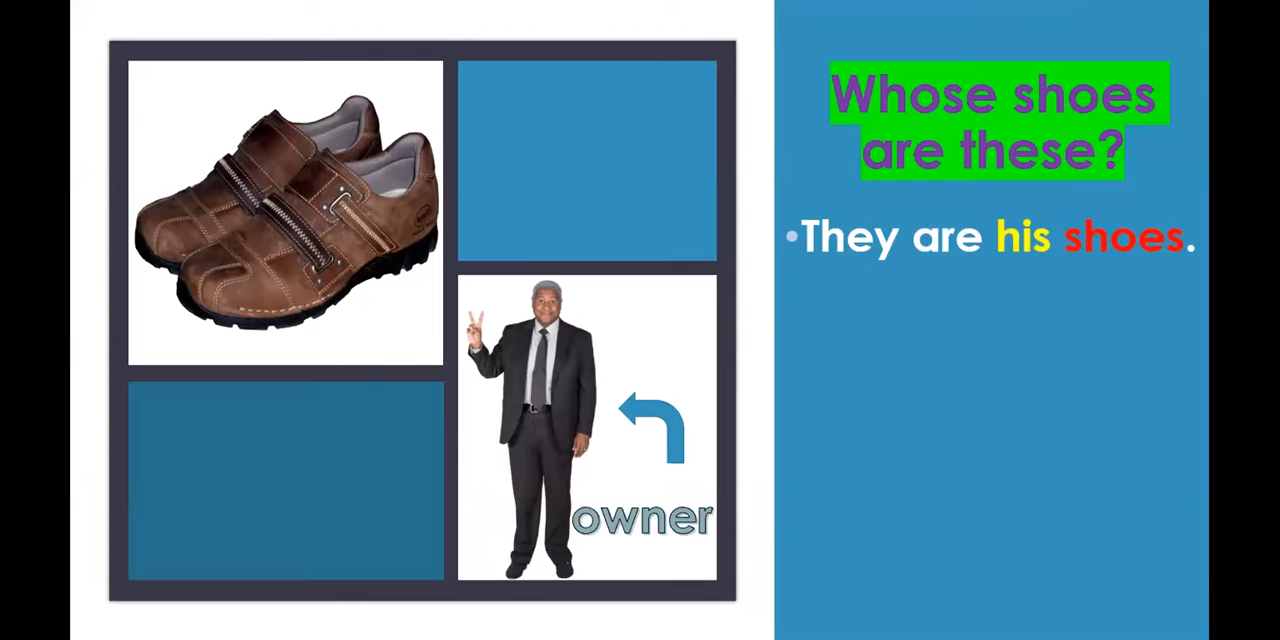 Whose shoes
are these?
•They are his shoes.
owner